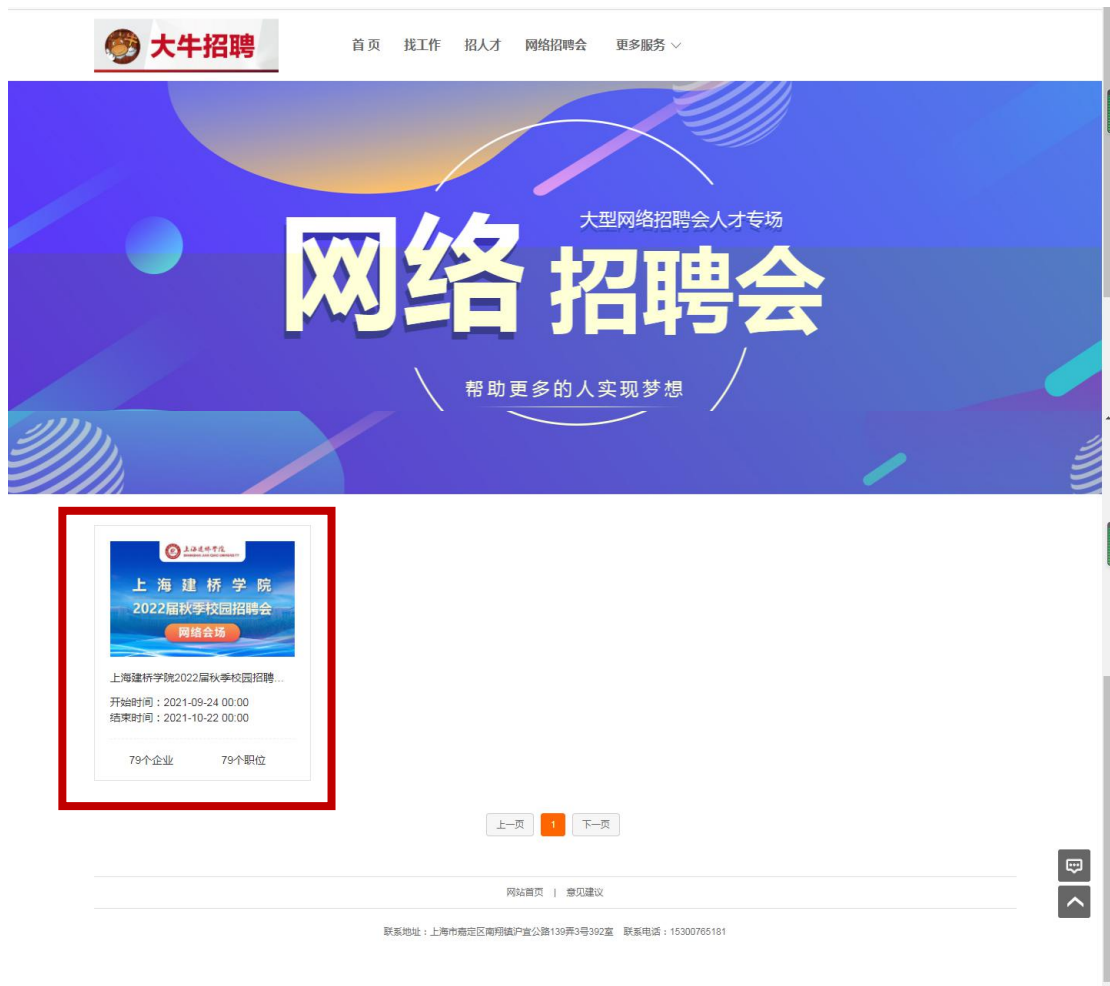 大牛招聘
首页 找工作 招人才 网络招聘会 更多服务
大型网络招聘会人才专场
网络 招聘会
帮助更多的人实现梦想
上海建桥学院
上海建桥学院
2022届秋季校园招聘会
网络会场
上海建桥学院2022届秋季校园招聘...
开始时间：2021-09-24 00:00
结束时间：2021-10-22 00:00
79个企业 79个职位
上一页 1 下一页
网站首页 | 意见建议
联系地址：上海市嘉定区南翔镇沪宜公路139弄3号392室 联系电话：15300765181